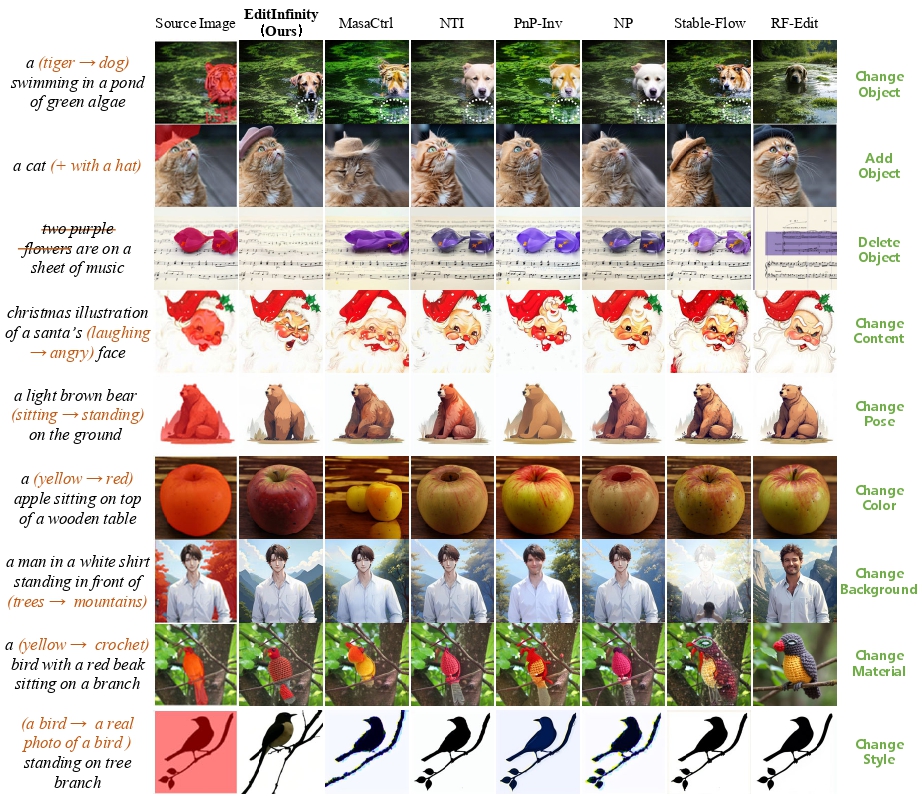 Source Image
EditInfinity
(Ours)
MasaCtrl
NTI
PnP-Inv
NP
Stable-Flow
RF-Edit
a (tiger → dog)
swimming in a pond
of green algae
Change
Object
a cat (+ with a hat)
Add
Object
two purple
flowers are on a
sheet of music
Delete
Object
christmas illustration
of a santa's (laughing
→ angry) face
Change
Content
a light brown bear
(sitting → standing)
on the ground
Change
Pose
a (yellow → red)
apple sitting on top
of a wooden table
Change
Color
a man in a white shirt
standing in front of
(trees → mountains)
Change
Background
a (yellow → crochet)
bird with a red beak
sitting on a branch
Change
Material
(a bird → a real
photo of a bird )
standing on tree
branch
Change
Style